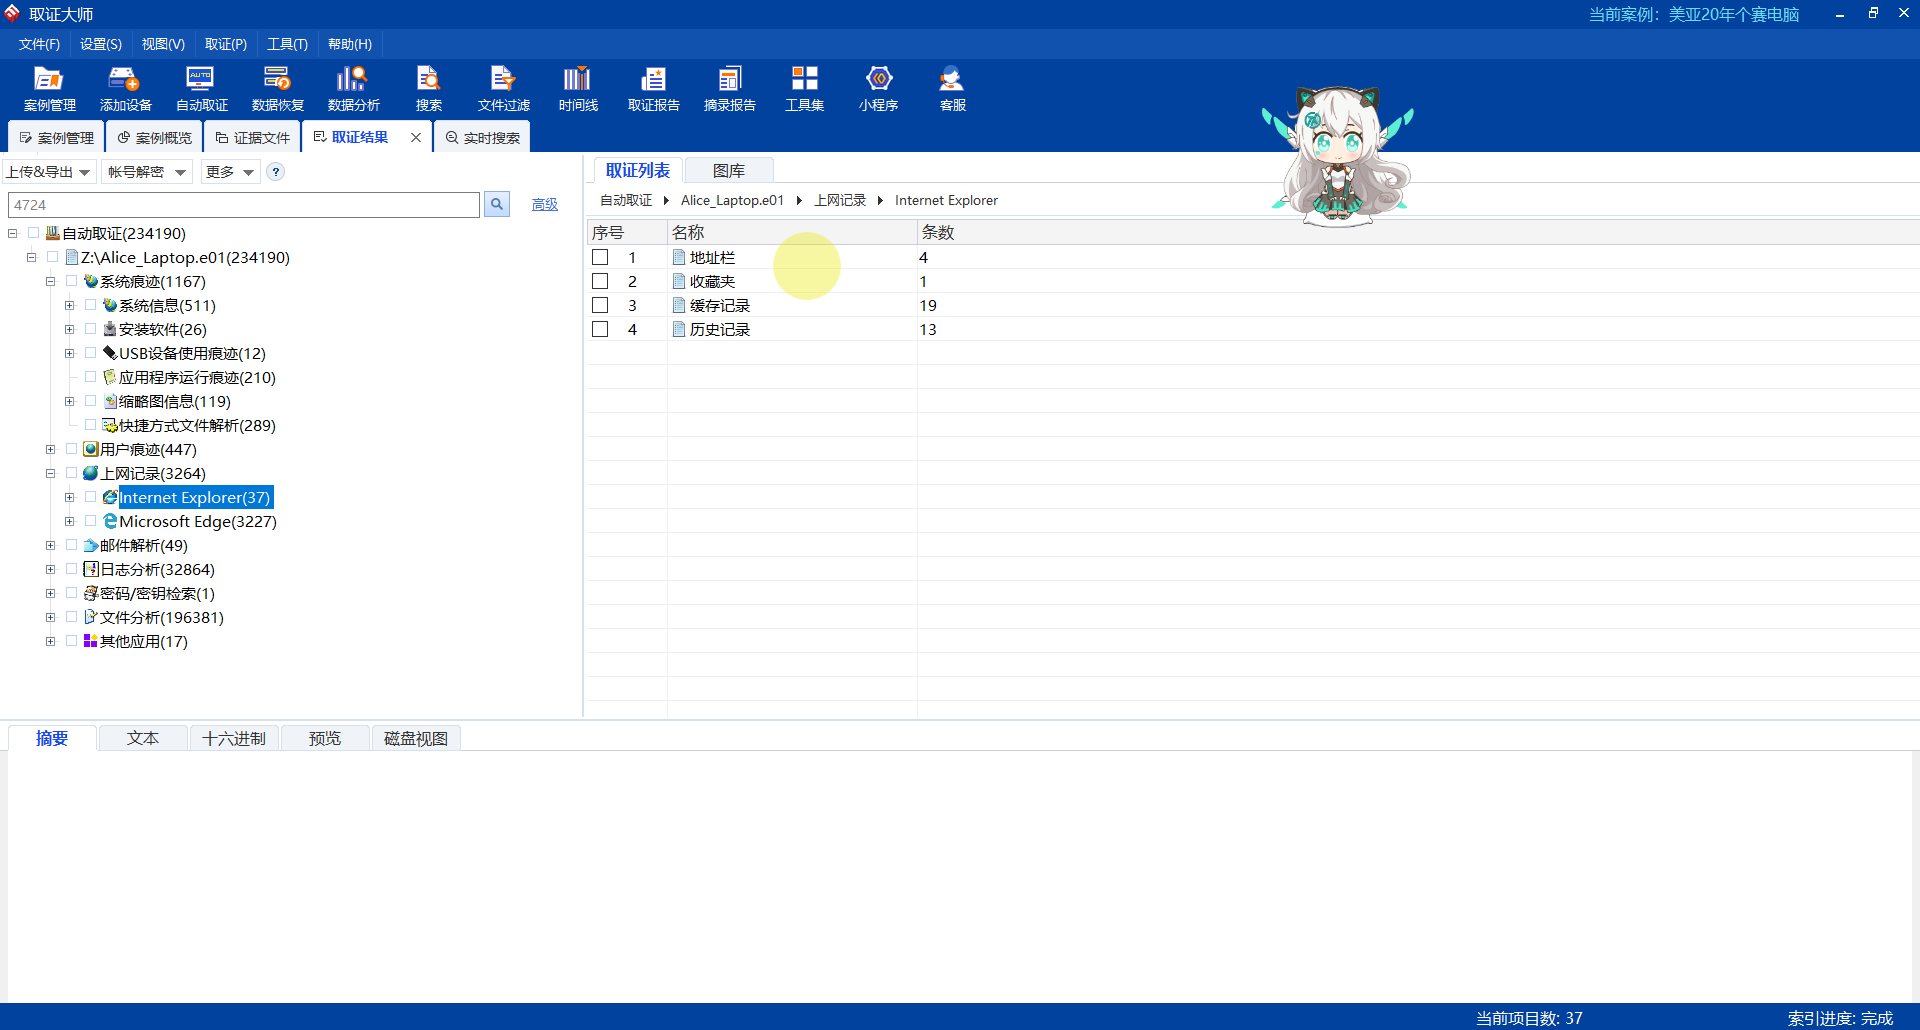 取证大师
当前案例：美亚20年个赛电脑
文件(F) 设置(S) 视图(V) 取证(P) 工具(T) 帮助(H)
案例管理 添加设备 自动取证 数据恢复 数据分析 搜索 文件过滤 时间线 取证报告 摘录报告 工具集 小程序 客服
案例管理 案例概览 证据文件 取证结果 实时搜索
上传&导出 帐号解密 更多 ?
4724 高级
自动取证(234190)
Z:\Alice_Laptop.e01(234190)
系统痕迹(1167)
系统信息(511)
安装软件(26)
USB设备使用痕迹(12)
应用程序运行痕迹(210)
缩略图信息(119)
快捷方式文件解析(289)
用户痕迹(447)
上网记录(3264)
Internet Explorer(37)
Microsoft Edge(3227)
邮件解析(49)
日志分析(32864)
密码/密钥检索(1)
文件分析(196381)
其他应用(17)
取证列表 图库
自动取证 Alice_Laptop.e01 上网记录 Internet Explorer
序号 名称 条数
1 地址栏 4
2 收藏夹 1
3 缓存记录 19
4 历史记录 13
摘要 文本 十六进制 预览 磁盘视图
当前项目数: 37 索引进度: 完成